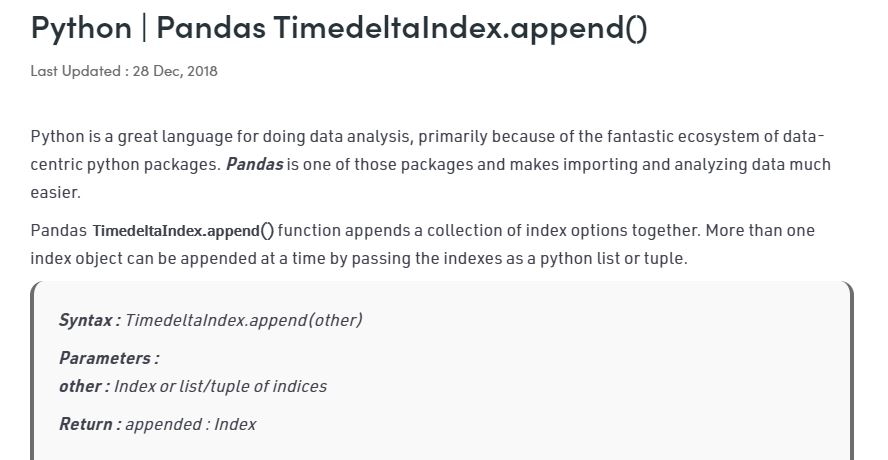 Python | Pandas TimedeltaIndex.append()
Last Updated : 28 Dec, 2018
Python is a great language for doing data analysis, primarily because of the fantastic ecosystem of data-
centric python packages. Pandas is one of those packages and makes importing and analyzing data much
easier.
Pandas TimedeltaIndex.append() function appends a collection of index options together. More than one
index object can be appended at a time by passing the indexes as a python list or tuple.
Syntax : TimedeltaIndex.append(other)
Parameters :
other : Index or list/tuple of indices
Return : appended : Index